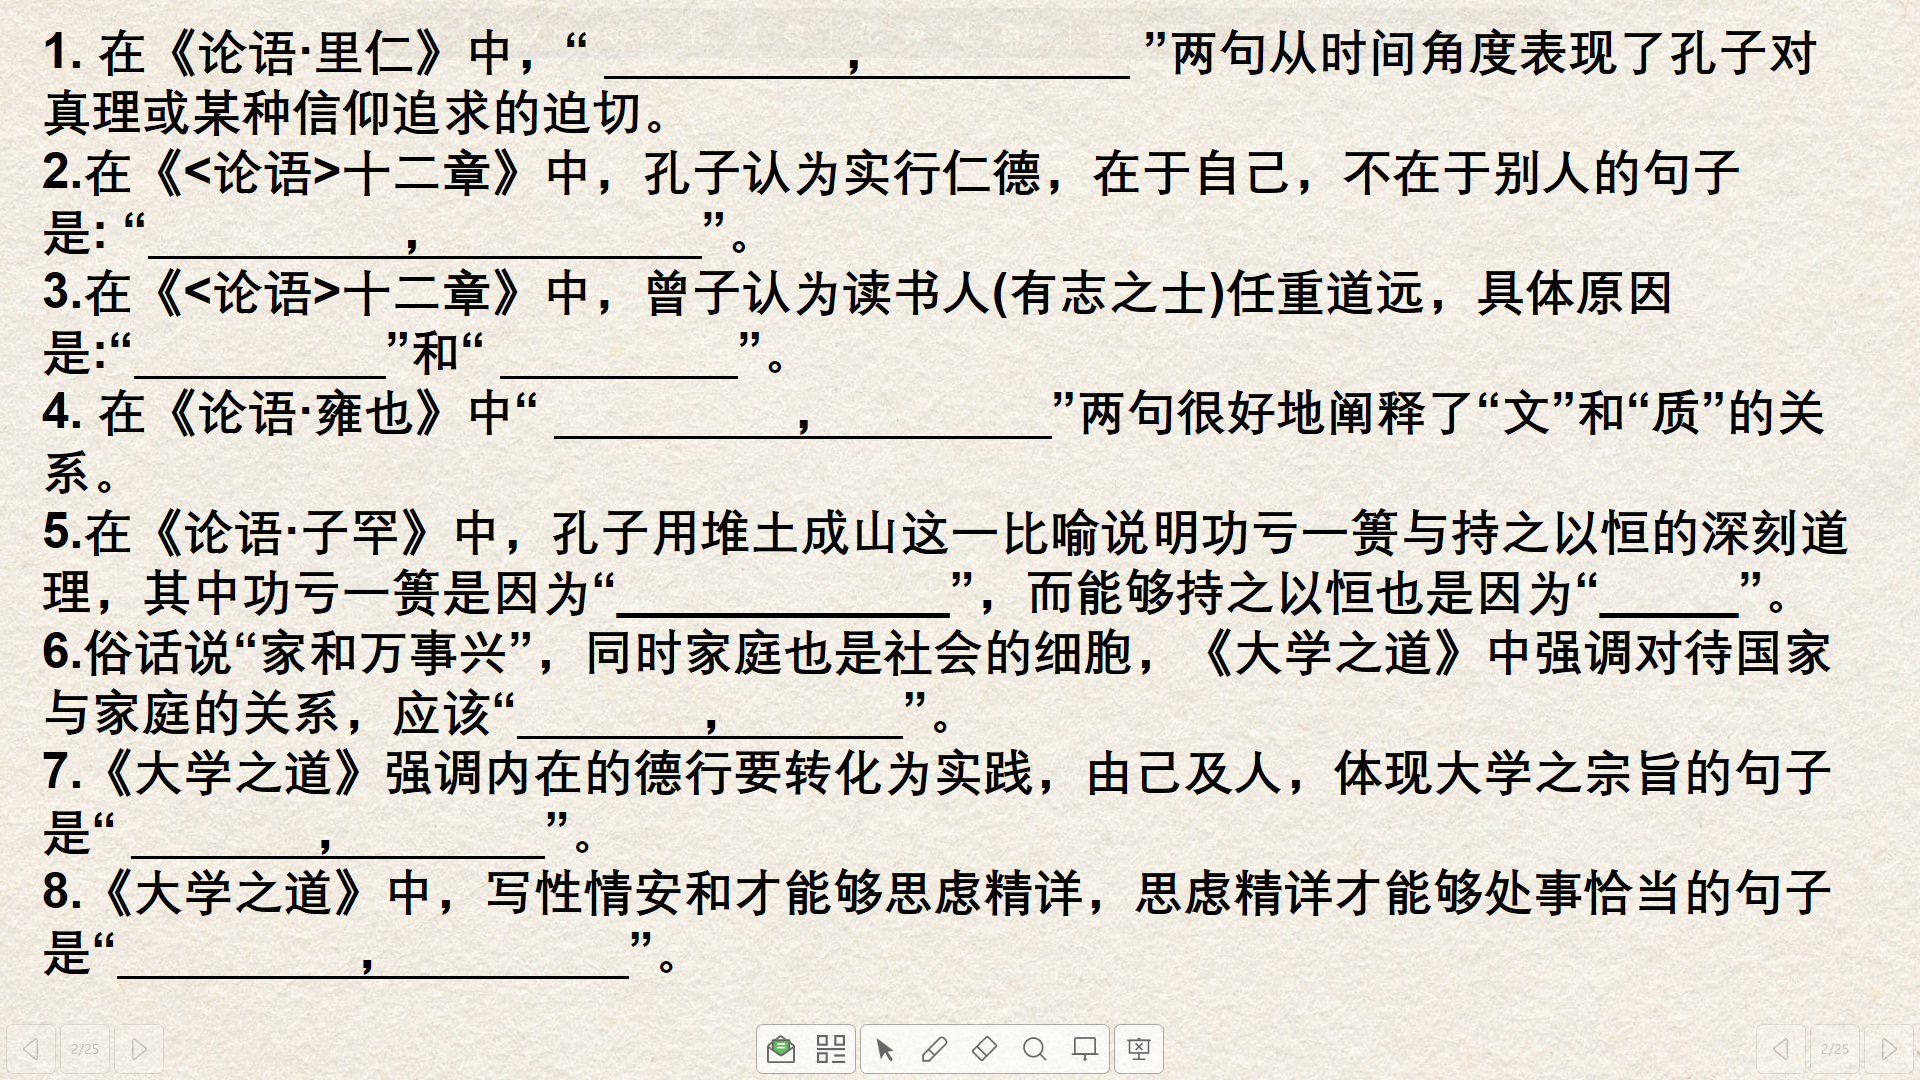 1. 在《论语·里仁》中，“__________，__________”两句从时间角度表现了孔子对
真理或某种信仰追求的迫切。
2.在《<论语>十二章》中，孔子认为实行仁德，在于自己，不在于别人的句子
是: “__________，__________”。
3.在《<论语>十二章》中，曾子认为读书人(有志之士)任重道远，具体原因
是:“__________”和“__________”。
4. 在《论语·雍也》中“__________，__________”两句很好地阐释了“文”和“质”的关
系。
5.在《论语·子罕》中，孔子用堆土成山这一比喻说明功亏一篑与持之以恒的深刻道
理，其中功亏一篑是因为“______________”，而能够持之以恒也是因为“______”。
6.俗话说“家和万事兴”，同时家庭也是社会的细胞，《大学之道》中强调对待国家
与家庭的关系，应该“________，________”。
7.《大学之道》强调内在的德行要转化为实践，由己及人，体现大学之宗旨的句子
是“________，________”。
8.《大学之道》中，写性情安和才能够思虑精详，思虑精详才能够处事恰当的句子
是“__________，__________”。
2/25
2/25